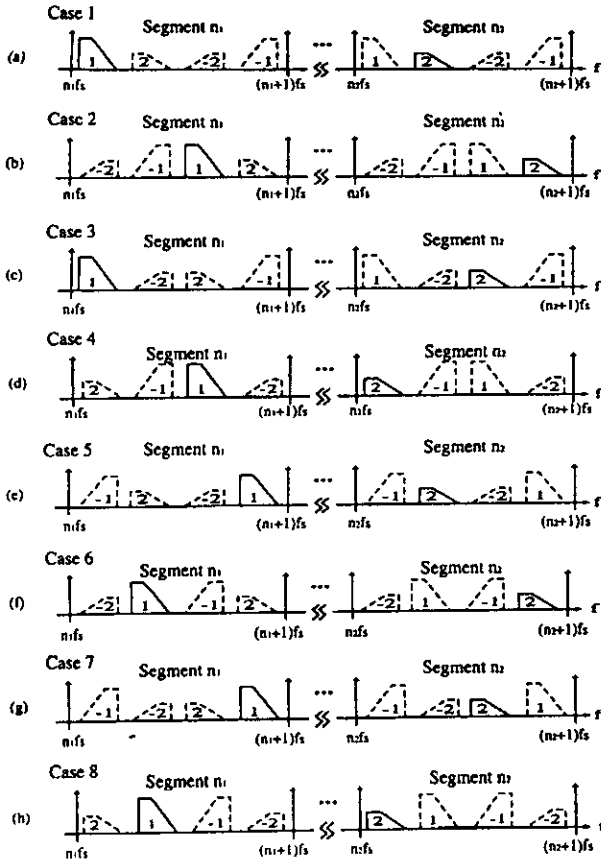 Case 1
Segment n₁ ... Segment n₂
(a) 1 2 -2 -1 1 2 -2 -1 f
n₁fs (n₁+1)fs n₂fs (n₂+1)fs
Case 2
Segment n₁ ... Segment
(b) -2 -1 1 2 -2 -1 1 2 f
n₁fs (n₁+1)fs n₂fs (n₂+1)fs
Case 3
Segment n₁ ... Segment n₂
(c) 1 -2 2 -1 1 -2 2 -1 f
n₁fs (n₁+1)fs n₂fs (n₂+1)fs
Case 4
Segment n₁ ... Segment n₂
(d) 2 -1 1 -2 2 -1 1 -2 f
n₁fs (n₁+1)fs n₂fs (n₂+1)fs
Case 5
Segment n₁ ... Segment n₂
(e) -1 2 -2 1 -1 2 -2 1 f
n₁fs (n₁+1)fs n₂fs (n₂+1)fs
Case 6
Segment n₁ ... Segment n₂
(f) -2 1 -1 2 -2 1 -1 2 f
n₁fs (n₁+1)fs n₂fs (n₂+1)fs
Case 7
Segment n₁ ... Segment n₂
(g) -1 -2 2 1 -1 -2 2 1 f
n₁fs (n₁+1)fs n₂fs (n₂+1)fs
Case 8
Segment n₁ ... Segment n₂
(h) 2 1 -1 -2 2 1 -1 -2
n₁fs (n₁+1)fs n₂fs (n₂+1)fs